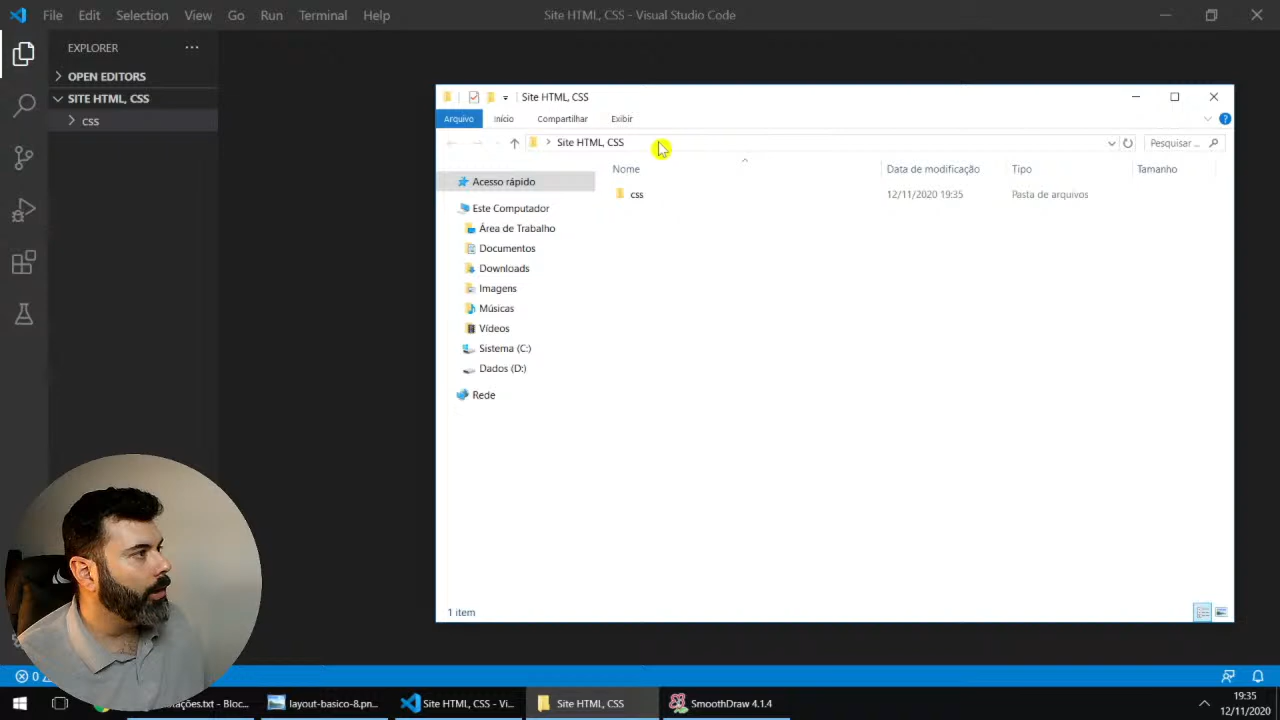 File Edit Selection View Go Run Terminal Help
Site HTML, CSS - Visual Studio Code
EXPLORER
OPEN EDITORS
SITE HTML, CSS
css
Site HTML, CSS
Arquivo Início Compartilhar Exibir
Site HTML, CSS
Pesquisar ...
Nome Data de modificação Tipo Tamanho
css 12/11/2020 19:35 Pasta de arquivos
Acesso rápido
Este Computador
Área de Trabalho
Documentos
Downloads
Imagens
Músicas
Vídeos
Sistema (C:)
Dados (D:)
Rede
1 item
0
tações.txt - Bloc...
layout-basico-8.pn...
Site HTML, CSS - Vi...
Site HTML, CSS
SmoothDraw 4.1.4
19:35
12/11/2020